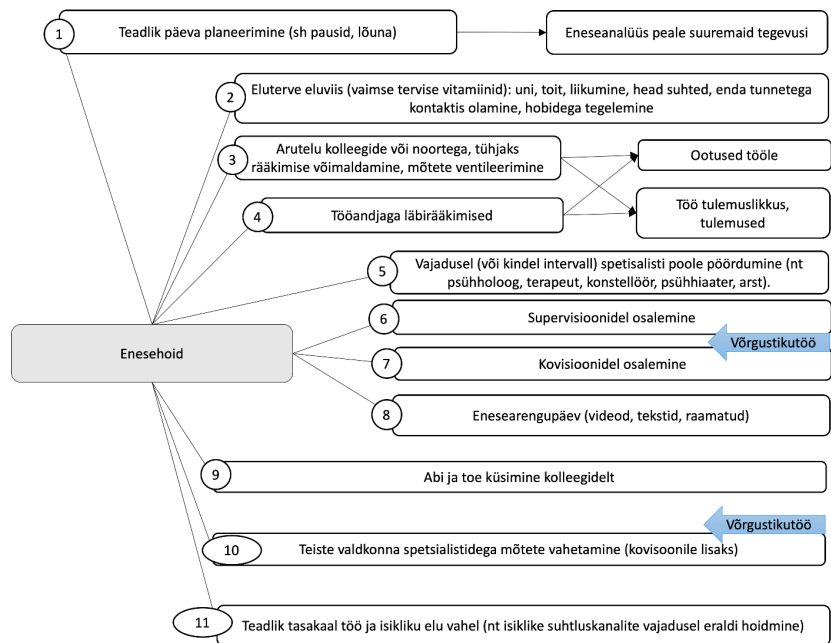 1
Teadlik päeva planeerimine (sh pausid, lõuna)
Eneseanalüüs peale suuremaid tegevusi
2
Eluterve eluviis (vaimse tervise vitamiinid): uni, toit, liikumine, head suhted, enda tunnetega
kontaktis olamine, hobidega tegelemine
3
Arutelu kolleegide või noortega, tühjaks
rääkimise võimaldamine, mõtete ventileerimine
Ootused tööle
4
Tööandjaga läbirääkimised
Töö tulemuslikkus,
tulemused
5
Vajadusel (või kindel intervall) spetisalisti poole pöördumine (nt
psühholoog, terapeut, konstellöör, psühhiaater, arst).
6
Supervisioonidel osalemine
Võrgustikutöö
Enesehoid
7
Kovisioonidel osalemine
8
Enesearengupäev (videod, tekstid, raamatud)
9
Abi ja toe küsimine kolleegidelt
Võrgustikutöö
10
Teiste valdkonna spetsialistidega mõtete vahetamine (kovisoonile lisaks)
11
Teadlik tasakaal töö ja isikliku elu vahel (nt isiklike suhtluskanalite vajadusel eraldi hoidmine)